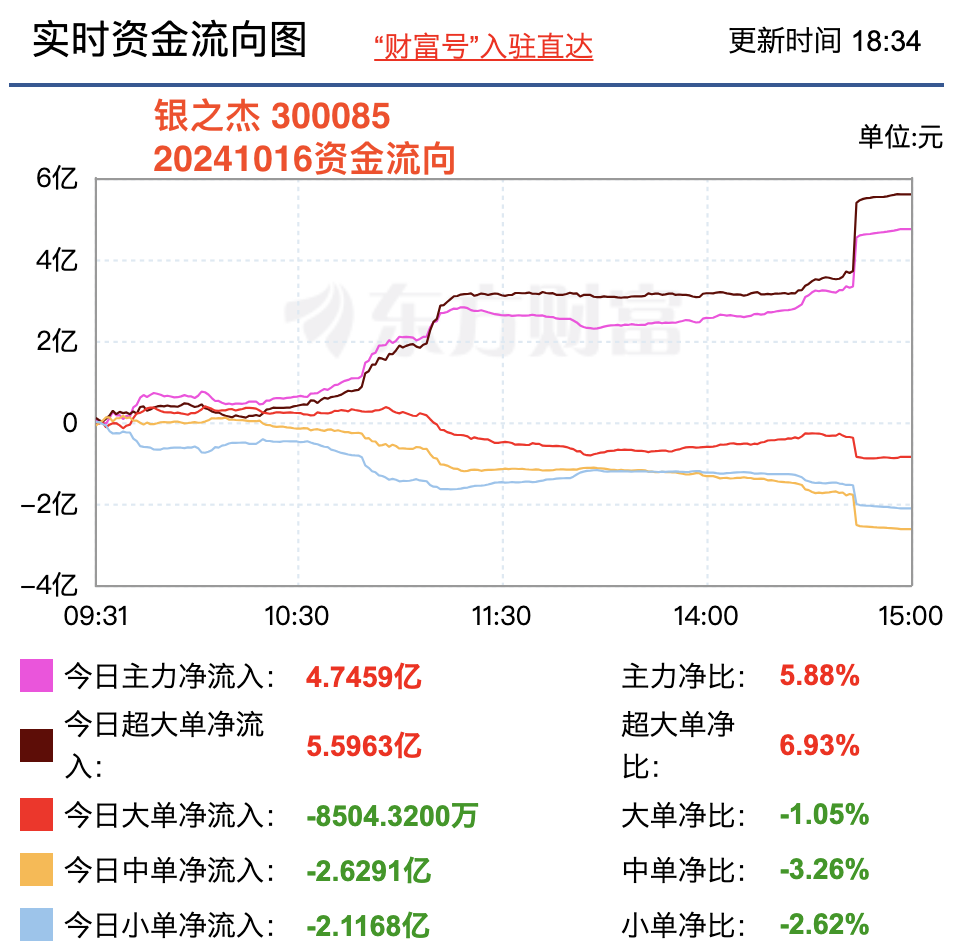 实时资金流向图
“财富号”入驻直达
更新时间 18:34
银之杰 300085
20241016资金流向
单位:元
6亿
4亿
2亿
0
-2亿
-4亿
东方财富
09:31 10:30 11:30 14:00 15:00
今日主力净流入: 4.7459亿 主力净比: 5.88%
今日超大单净流
入:
5.5963亿
超大单净
比:
6.93%
今日大单净流入: -8504.3200万 大单净比: -1.05%
今日中单净流入: -2.6291亿 中单净比: -3.26%
今日小单净流入: -2.1168亿 小单净比: -2.62%